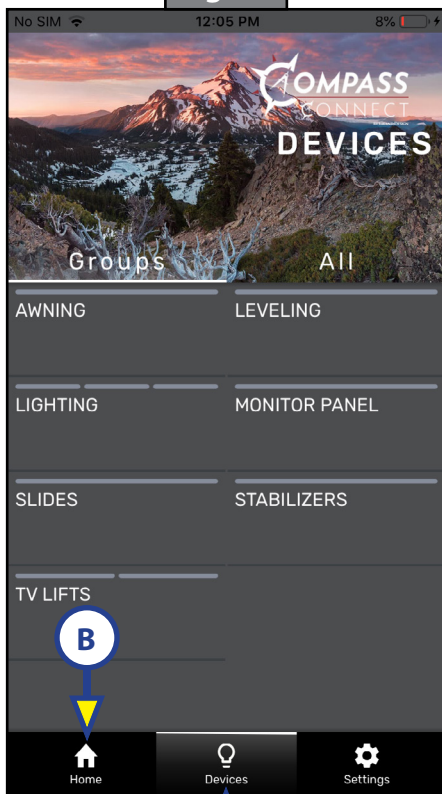 No SIM 12:05 PM 8%
COMPASS
CONNECT
DEVICES
Groups All
AWNING LEVELING
LIGHTING MONITOR PANEL
SLIDES STABILIZERS
TV LIFTS
B
Home Devices Settings